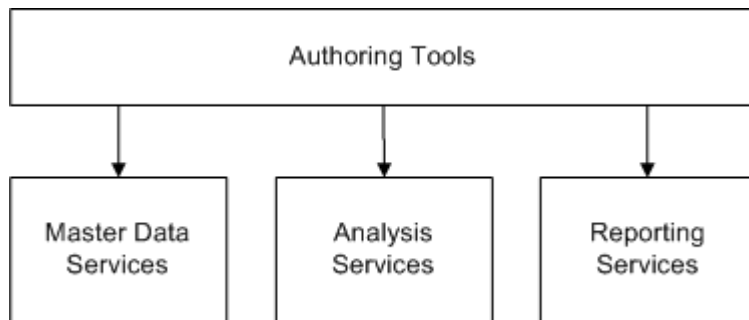 Authoring Tools
Master Data
Services
Analysis
Services
Reporting
Services